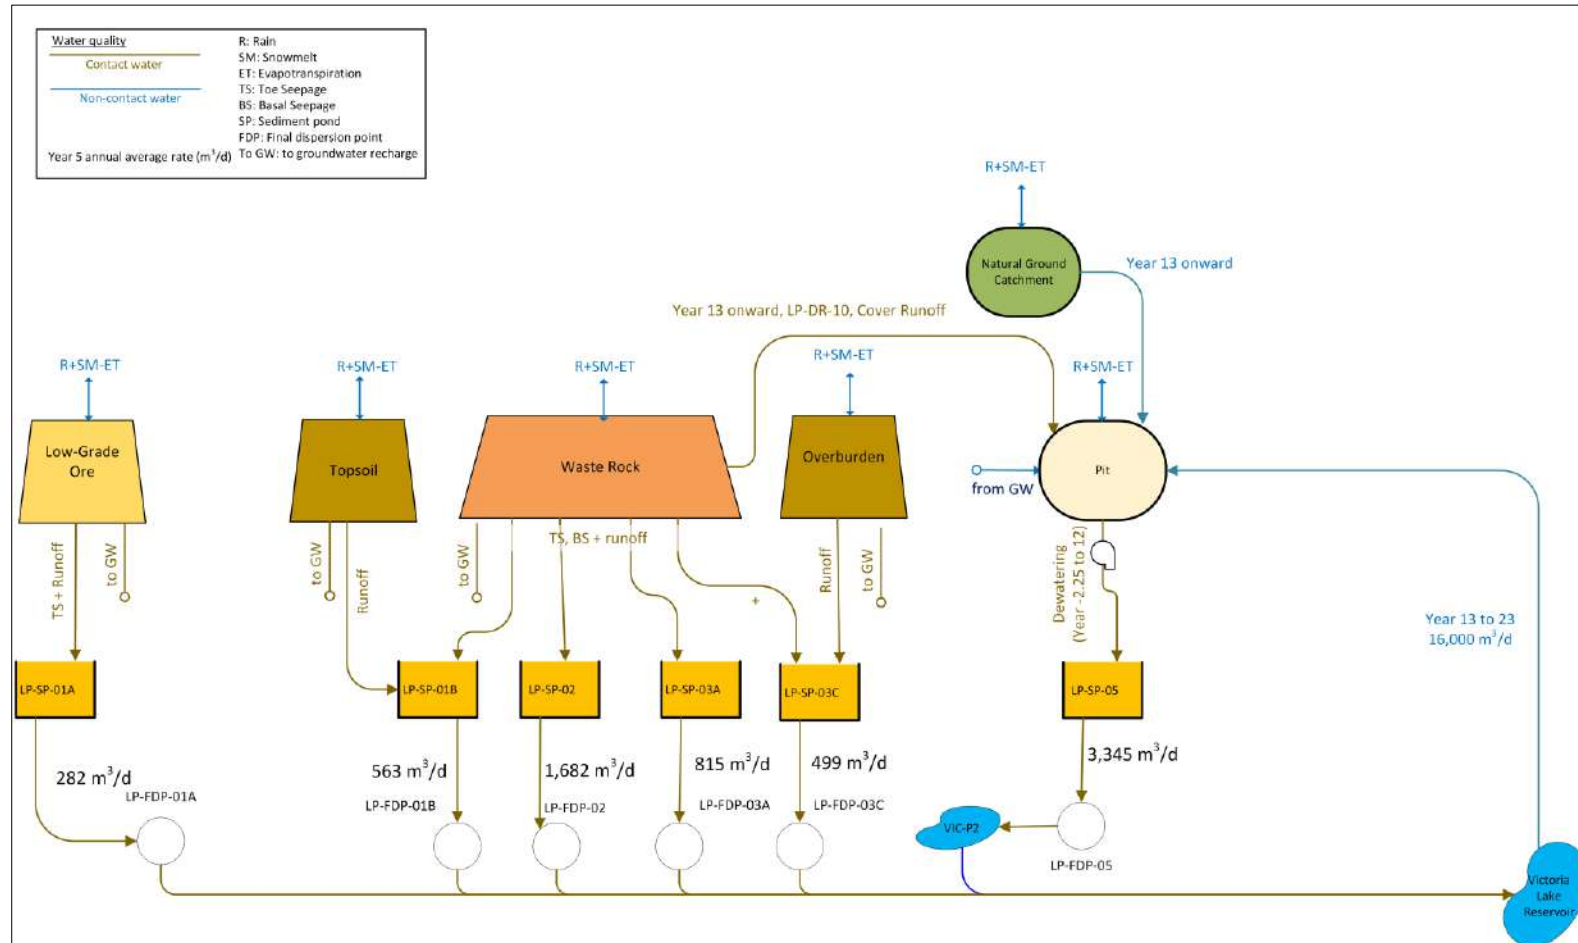 Water quality
Contact water
Non-contact water
Year 5 annual average rate (m³/d)
R: Rain
SM: Snowmelt
ET: Evapotranspiration
TS: Toe Seepage
BS: Basal Seepage
SP: Sediment pond
FDP: Final dispersion point
To GW: to groundwater recharge
R+SM-ET
Natural Ground
Catchment
Year 13 onward
Year 13 onward, LP-DR-10, Cover Runoff
R+SM-ET
R+SM-ET
R+SM-ET
R+SM-ET
R+SM-ET
Low-Grade
Ore
Topsoil
Waste Rock
Overburden
Pit
from GW
TS + Runoff
to GW
to GW
Runoff
to GW
TS, BS + runoff
+
Runoff
to GW
Dewatering
(Year -2.25 to 12)
Year 13 to 23
16,000 m³/d
LP-SP-01A
LP-SP-01B
LP-SP-02
LP-SP-03A
LP-SP-03C
LP-SP-05
282 m³/d
563 m³/d
1,682 m³/d
815 m³/d
499 m³/d
3,345 m³/d
LP-FDP-01A
LP-FDP-01B
LP-FDP-02
LP-FDP-03A
LP-FDP-03C
VIC-P2
LP-FDP-05
Victoria
Lake
Reservoir